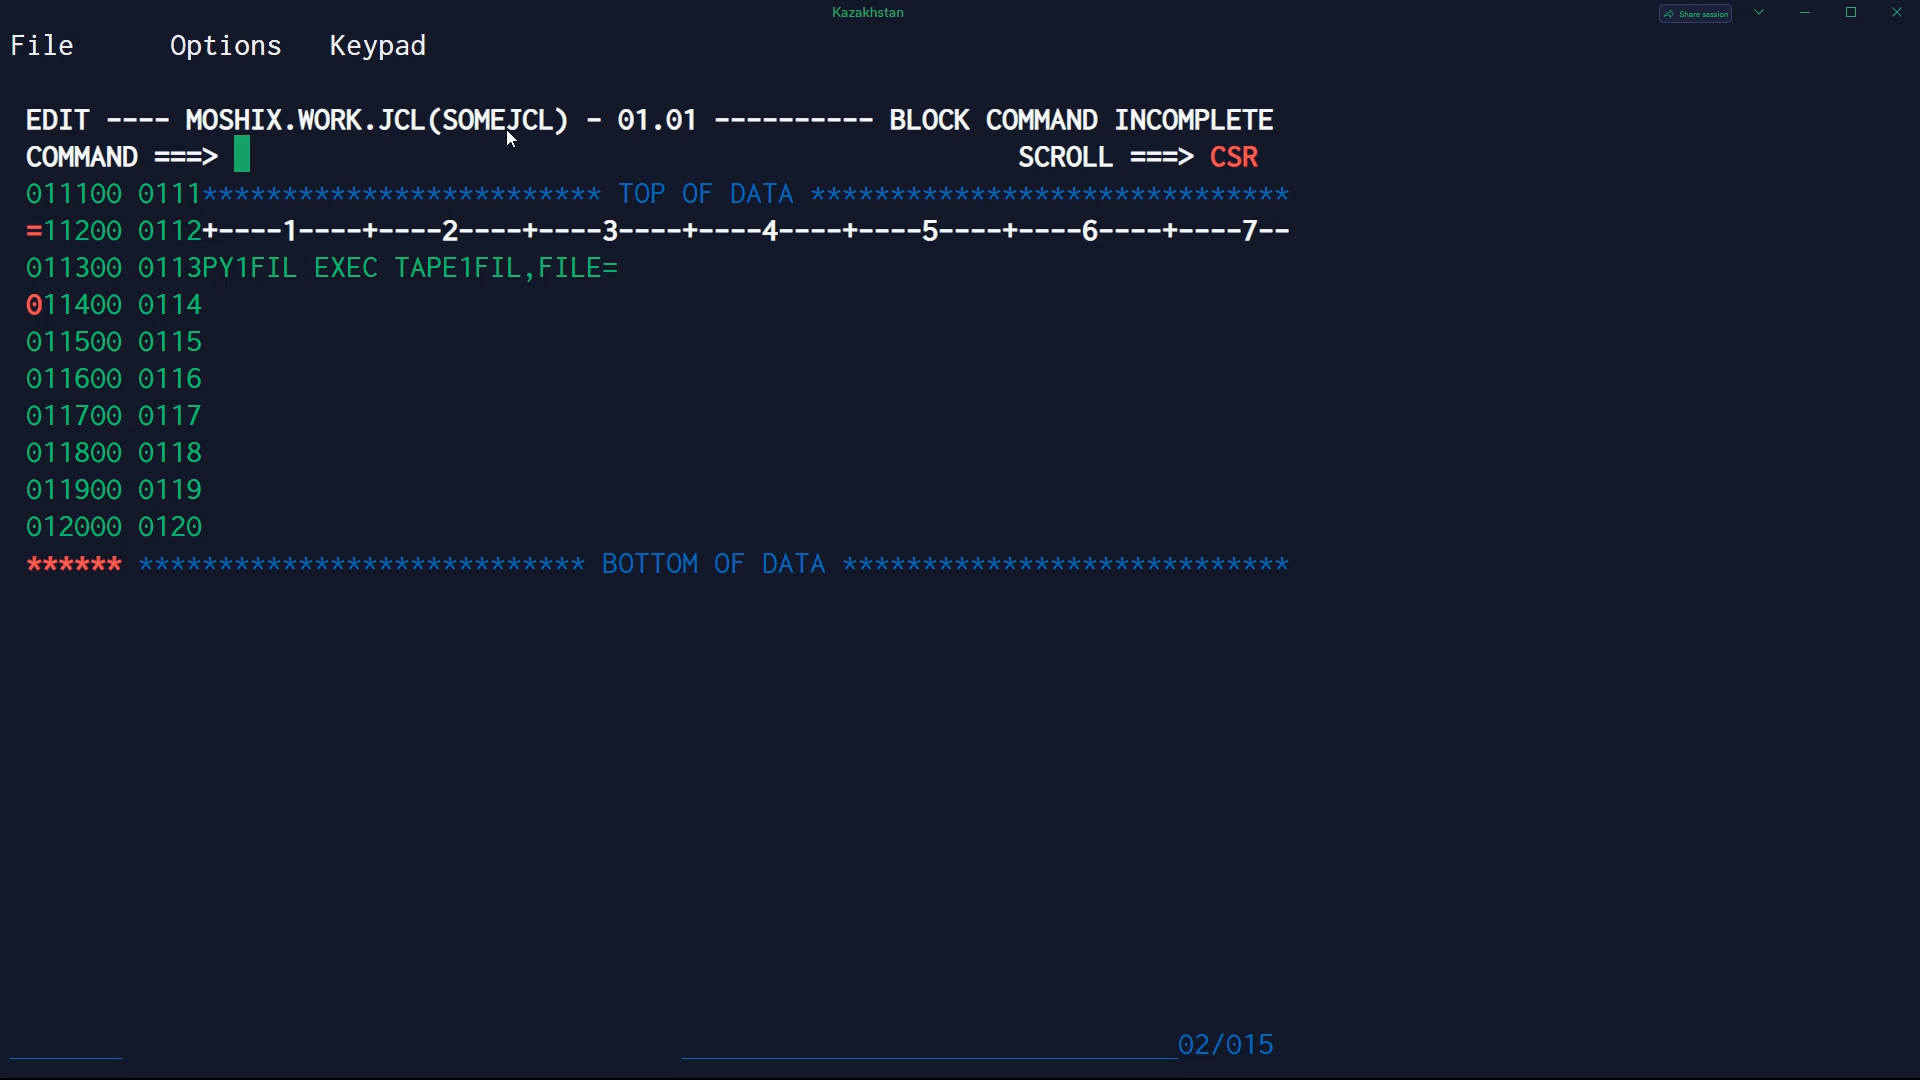 Kazakhstan
Share session
File Options Keypad
EDIT ---- MOSHIX.WORK.JCL(SOMEJCL) - 01.01 ---------- BLOCK COMMAND INCOMPLETE
COMMAND ===> SCROLL ===> CSR
011100 0111************************* TOP OF DATA ******************************
=11200 0112+----1----+----2----+----3----+----4----+----5----+----6----+----7--
011300 0113PY1FIL EXEC TAPE1FIL,FILE=
011400 0114
011500 0115
011600 0116
011700 0117
011800 0118
011900 0119
012000 0120
****** **************************** BOTTOM OF DATA ****************************
02/015